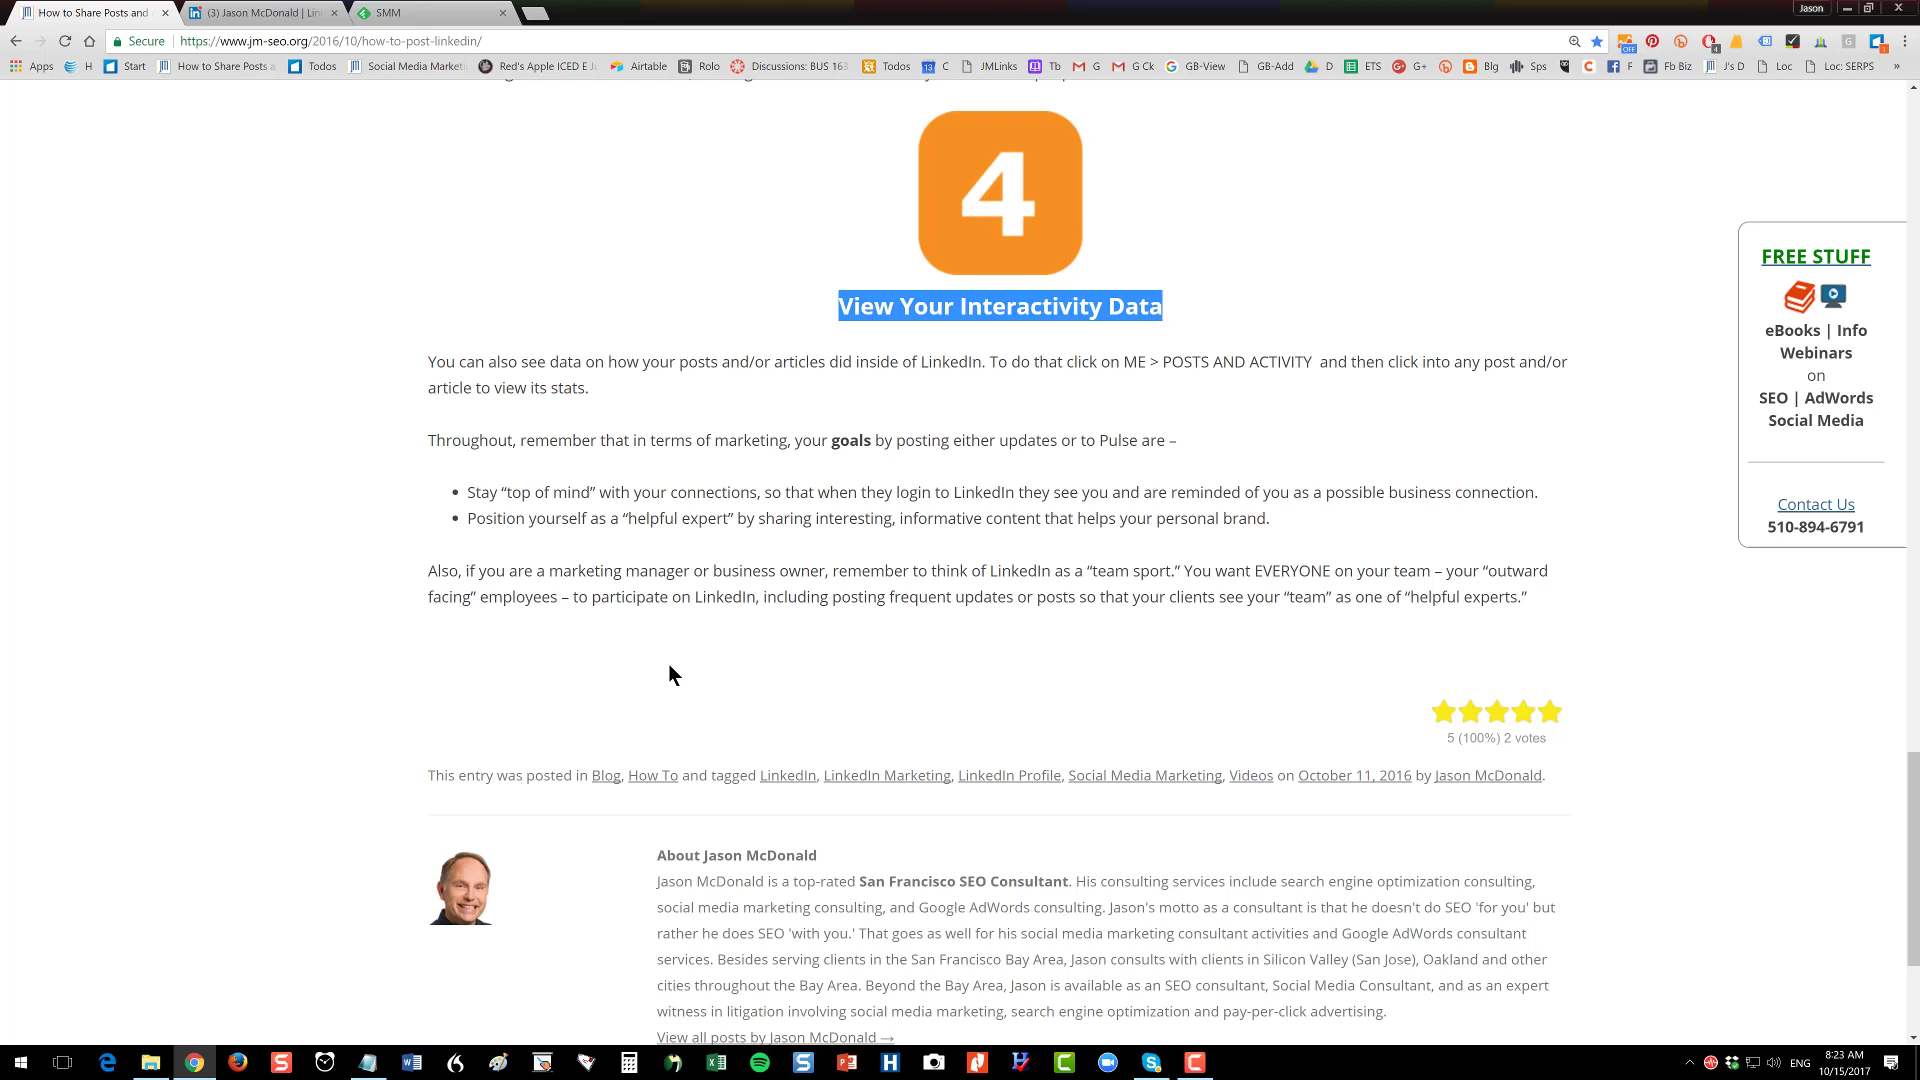 How to Share Posts and
(3) Jason McDonald | Lin
SMM
Jason
Secure
https://www.jm-seo.org/2016/10/how-to-post-linkedin/
OFF
4
1
Apps
H
Start
How to Share Posts a
Todos
Social Media Market
Red's Apple ICED E J
Airtable
Rolo
Discussions: BUS 163
Todos
13
C
JMLinks
Tb
G
G Ck
GB-View
GB-Add
D
ETS
G+
Blg
Sps
F
Fb Biz
J's D
Loc
Loc: SERPS
»
4
View Your Interactivity Data
You can also see data on how your posts and/or articles did inside of LinkedIn. To do that click on ME > POSTS AND ACTIVITY and then click into any post and/or
article to view its stats.
Throughout, remember that in terms of marketing, your goals by posting either updates or to Pulse are –
• Stay “top of mind” with your connections, so that when they login to LinkedIn they see you and are reminded of you as a possible business connection.
• Position yourself as a “helpful expert” by sharing interesting, informative content that helps your personal brand.
Also, if you are a marketing manager or business owner, remember to think of LinkedIn as a “team sport.” You want EVERYONE on your team – your “outward
facing” employees – to participate on LinkedIn, including posting frequent updates or posts so that your clients see your “team” as one of “helpful experts.”
5 (100%) 2 votes
This entry was posted in Blog, How To and tagged LinkedIn, LinkedIn Marketing, LinkedIn Profile, Social Media Marketing, Videos on October 11, 2016 by Jason McDonald.
About Jason McDonald
Jason McDonald is a top-rated San Francisco SEO Consultant. His consulting services include search engine optimization consulting,
social media marketing consulting, and Google AdWords consulting. Jason's motto as a consultant is that he doesn't do SEO 'for you' but
rather he does SEO 'with you.' That goes as well for his social media marketing consultant activities and Google AdWords consultant
services. Besides serving clients in the San Francisco Bay Area, Jason consults with clients in Silicon Valley (San Jose), Oakland and other
cities throughout the Bay Area. Beyond the Bay Area, Jason is available as an SEO consultant, Social Media Consultant, and as an expert
witness in litigation involving social media marketing, search engine optimization and pay-per-click advertising.
View all posts by Jason McDonald →
FREE STUFF
eBooks | Info
Webinars
on
SEO | AdWords
Social Media
Contact Us
510-894-6791
ENG
8:23 AM
10/15/2017